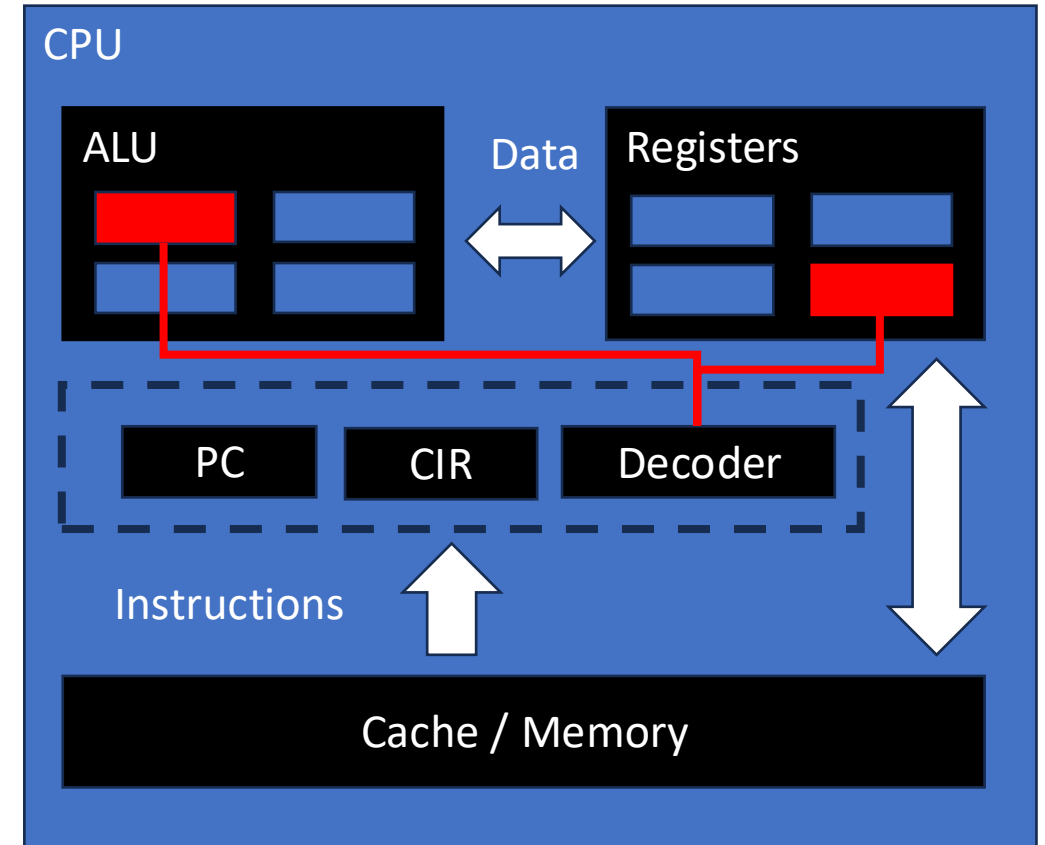 CPU
ALU
Data
Registers
PC
CIR
Decoder
Instructions
Cache / Memory